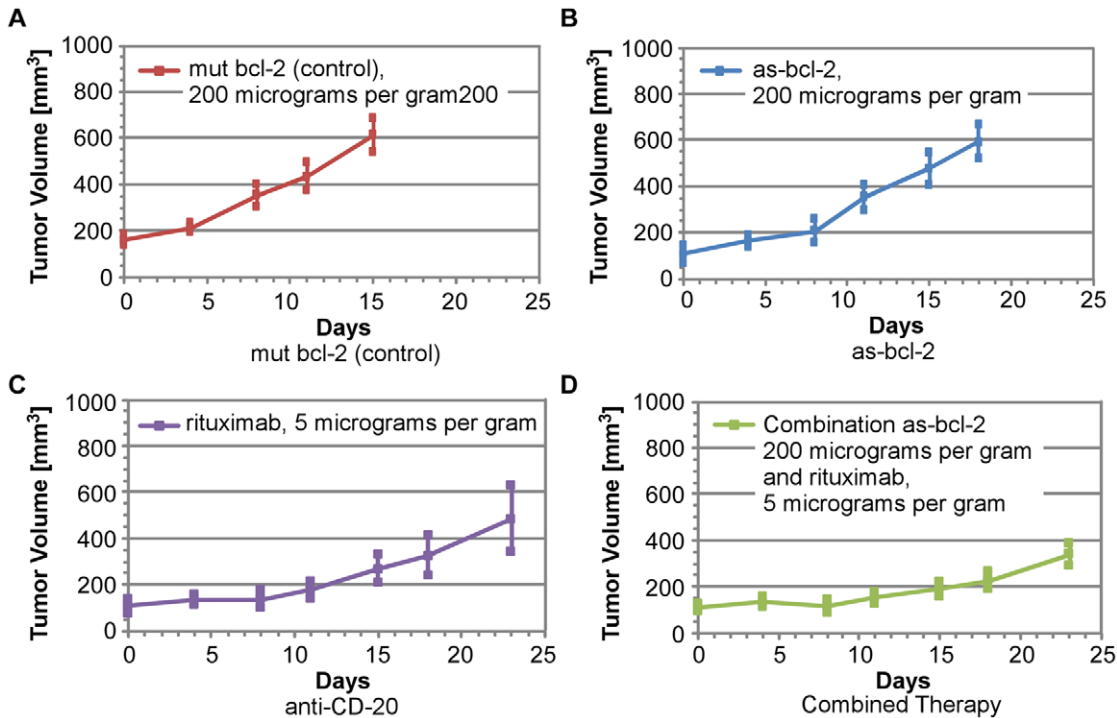 A
Tumor Volume [mm³]
1000
800
600
400
200
0
mut bcl-2 (control),
200 micrograms per gram200
0 5 10 15 20 25
Days
mut bcl-2 (control)
B
Tumor Volume [mm³]
1000
800
600
400
200
0
as-bcl-2,
200 micrograms per gram
0 5 10 15 20 25
Days
as-bcl-2
C
Tumor Volume [mm³]
1000
800
600
400
200
0
rituximab, 5 micrograms per gram
0 5 10 15 20 25
Days
anti-CD-20
D
Tumor Volume [mm³]
1000
800
600
400
200
0
Combination as-bcl-2
200 micrograms per gram
and rituximab,
5 micrograms per gram
0 5 10 15 20 25
Days
Combined Therapy